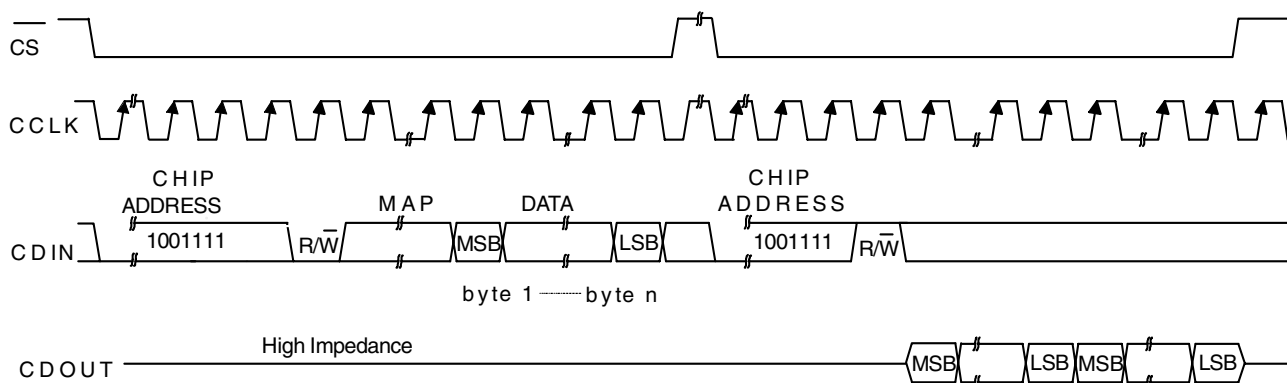 CS
CCLK
CHIP
ADDRESS
MAP
DATA
CHIP
ADDRESS
CDIN
1001111
R/W
MSB
LSB
1001111
R/W
byte 1
byte n
High Impedance
CDOUT
MSB
LSB
MSB
LSB